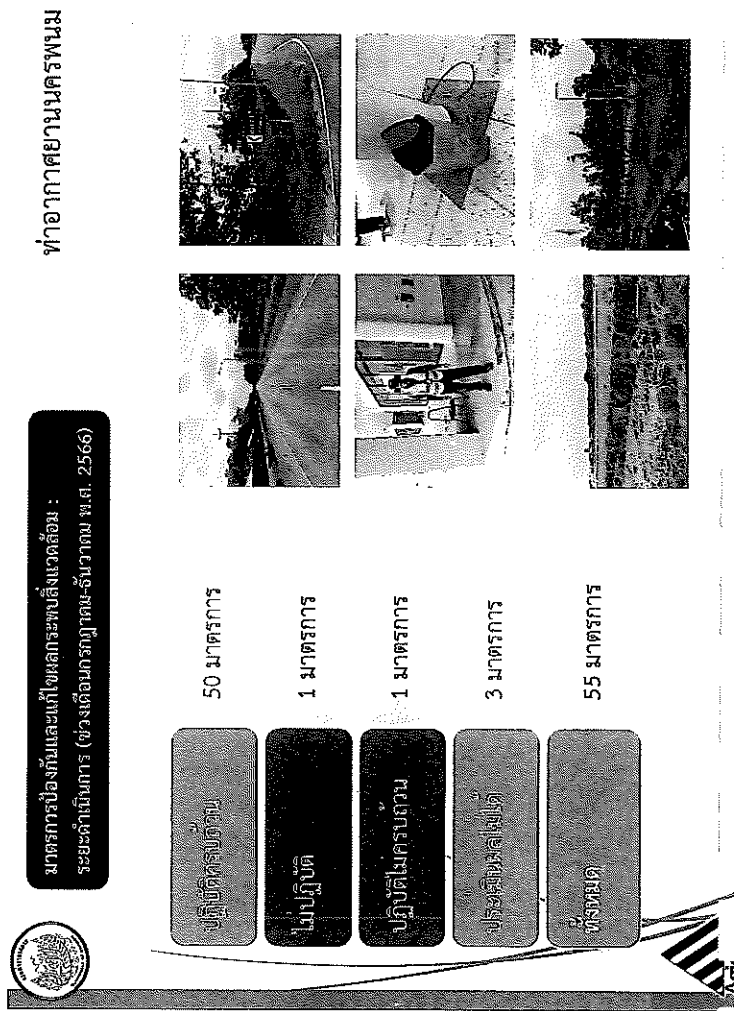 ท่าอากาศยานนครพนม
มาตรการป้องกันและแก้ไขผลกระทบสิ่งแวดล้อม :
ระยะดำเนินการ (ช่วงเดือนกรกฎาคม-ธันวาคม พ.ศ. 2566)
ปฏิบัติครบถ้วน 50 มาตรการ
ไม่ปฏิบัติ 1 มาตรการ
ปฏิบัติไม่ครบถ้วน 1 มาตรการ
ประเมินผลไม่ได้ 3 มาตรการ
ทั้งหมด 55 มาตรการ